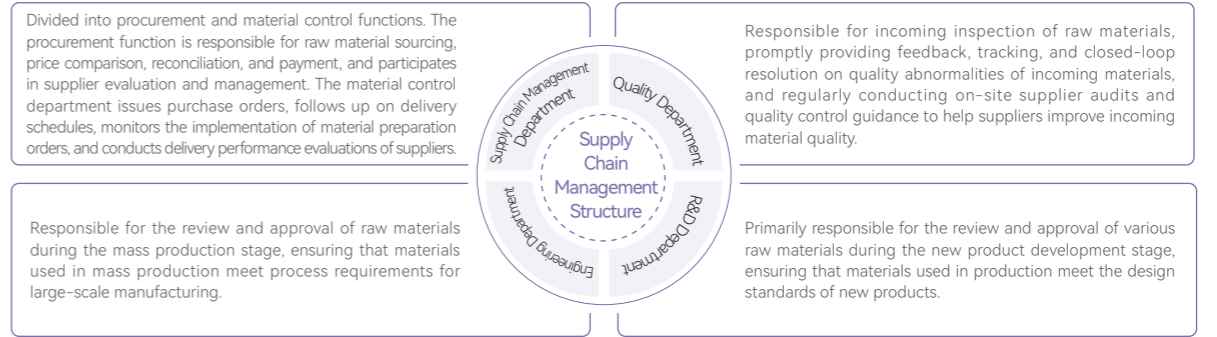 Divided into procurement and material control functions. The
procurement function is responsible for raw material sourcing,
price comparison, reconciliation, and payment, and participates
in supplier evaluation and management. The material control
department issues purchase orders, follows up on delivery
schedules, monitors the implementation of material preparation
orders, and conducts delivery performance evaluations of suppliers.
Supply Chain Management
Department
Quality Department
Responsible for incoming inspection of raw materials,
promptly providing feedback, tracking, and closed-loop
resolution on quality abnormalities of incoming materials,
and regularly conducting on-site supplier audits and
quality control guidance to help suppliers improve incoming
material quality.
Supply
Chain
Management
Structure
Responsible for the review and approval of raw materials
during the mass production stage, ensuring that materials
used in mass production meet process requirements for
large-scale manufacturing.
Engineering Department
R&D Department
Primarily responsible for the review and approval of various
raw materials during the new product development stage,
ensuring that materials used in production meet the design
standards of new products.